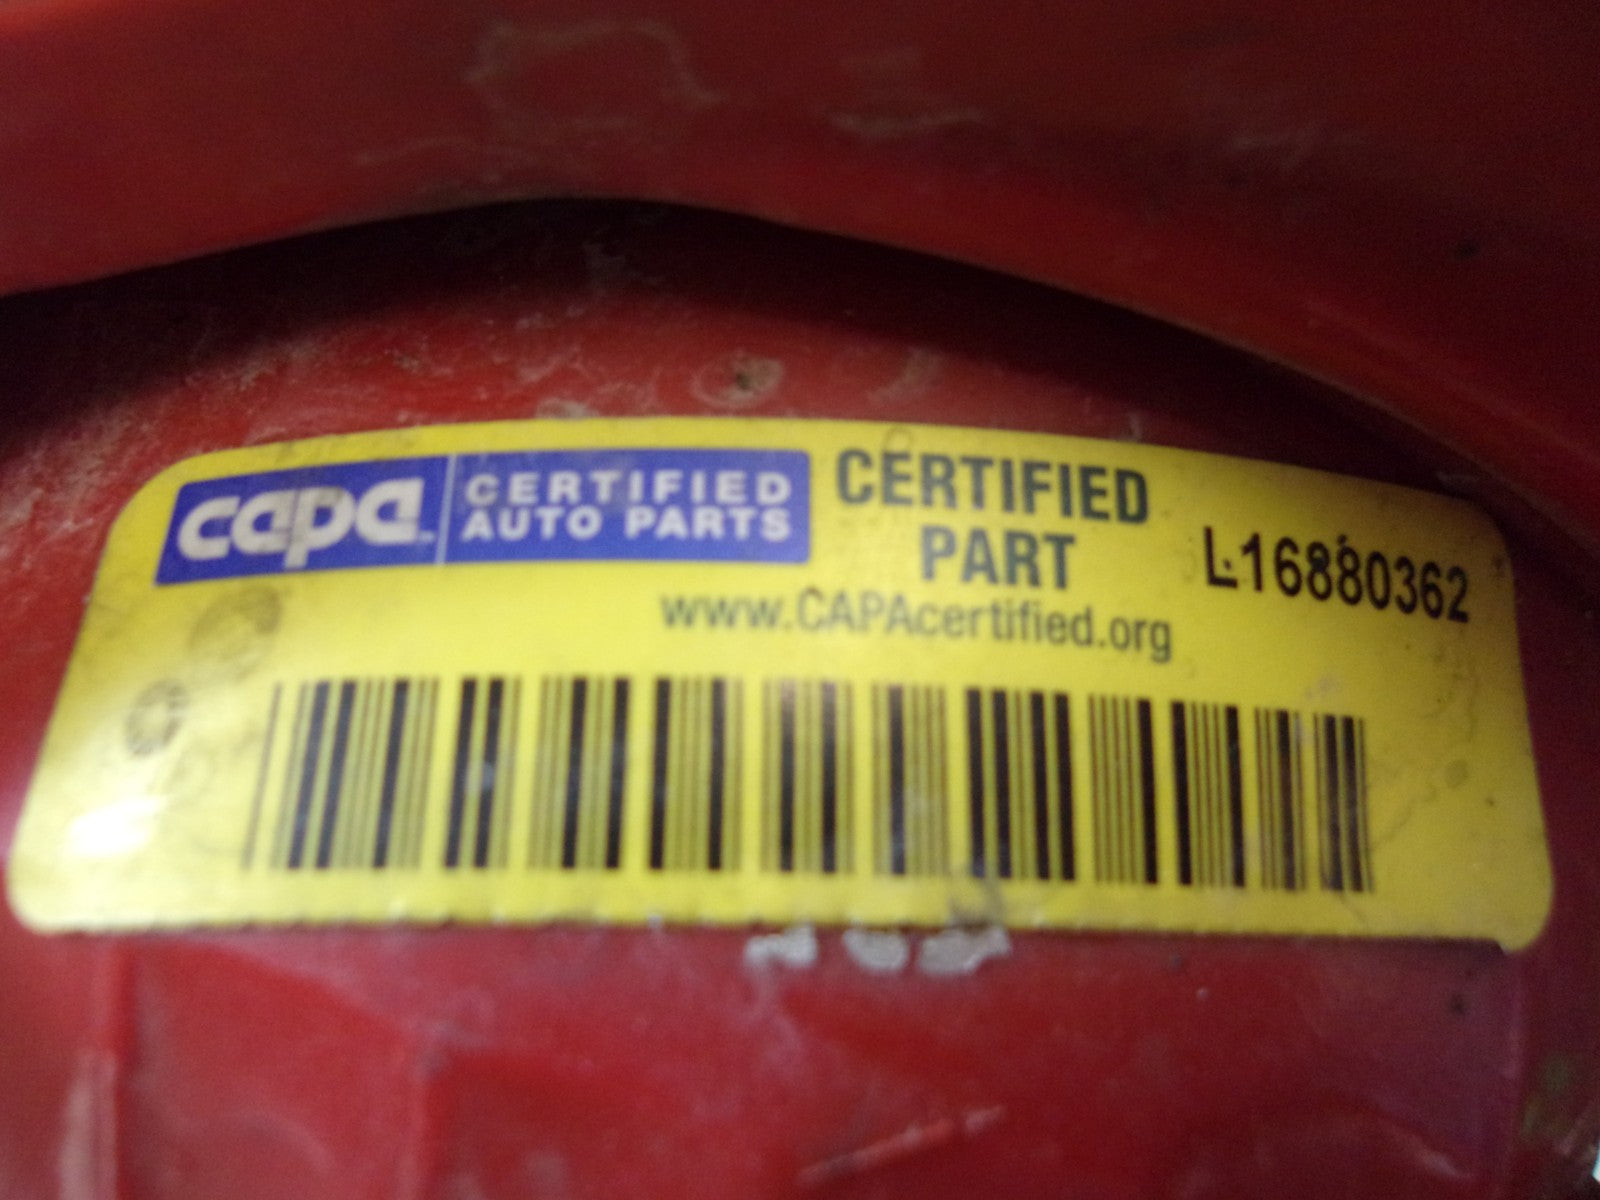 capa.
CERTIFIED
AUTO PARTS
CERTIFIED
PART
L16880362
www.CAPAcertified.org